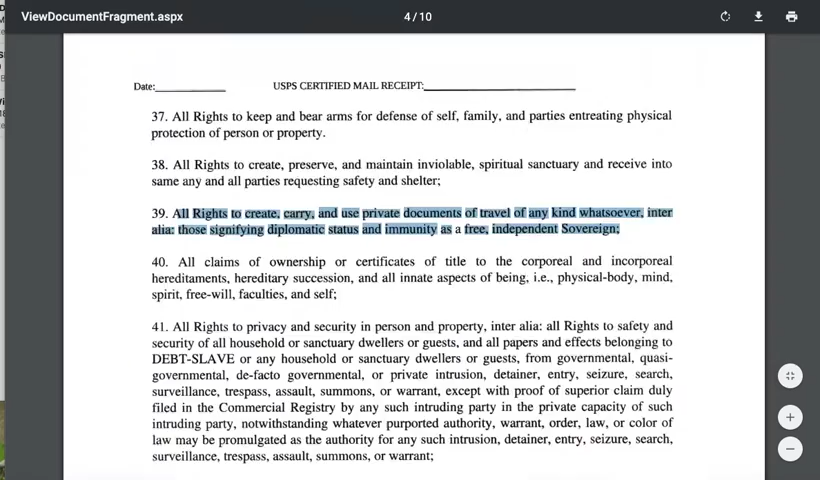 ViewDocumentFragment.aspx
4 / 10
Date:__________ USPS CERTIFIED MAIL RECEIPT:____________________
37. All Rights to keep and bear arms for defense of self, family, and parties entreating physical
protection of person or property.
38. All Rights to create, preserve, and maintain inviolable, spiritual sanctuary and receive into
same any and all parties requesting safety and shelter;
39. All Rights to create, carry, and use private documents of travel of any kind whatsoever, inter
alia: those signifying diplomatic status and immunity as a free, independent Sovereign;
40. All claims of ownership or certificates of title to the corporeal and incorporeal
hereditaments, hereditary succession, and all innate aspects of being, i.e., physical-body, mind,
spirit, free-will, faculties, and self;
41. All Rights to privacy and security in person and property, inter alia: all Rights to safety and
security of all household or sanctuary dwellers or guests, and all papers and effects belonging to
DEBT-SLAVE or any household or sanctuary dwellers or guests, from governmental, quasi-
governmental, de-facto governmental, or private intrusion, detainer, entry, seizure, search,
surveillance, trespass, assault, summons, or warrant, except with proof of superior claim duly
filed in the Commercial Registry by any such intruding party in the private capacity of such
intruding party, notwithstanding whatever purported authority, warrant, order, law, or color of
law may be promulgated as the authority for any such intrusion, detainer, entry, seizure, search,
surveillance, trespass, assault, summons, or warrant;